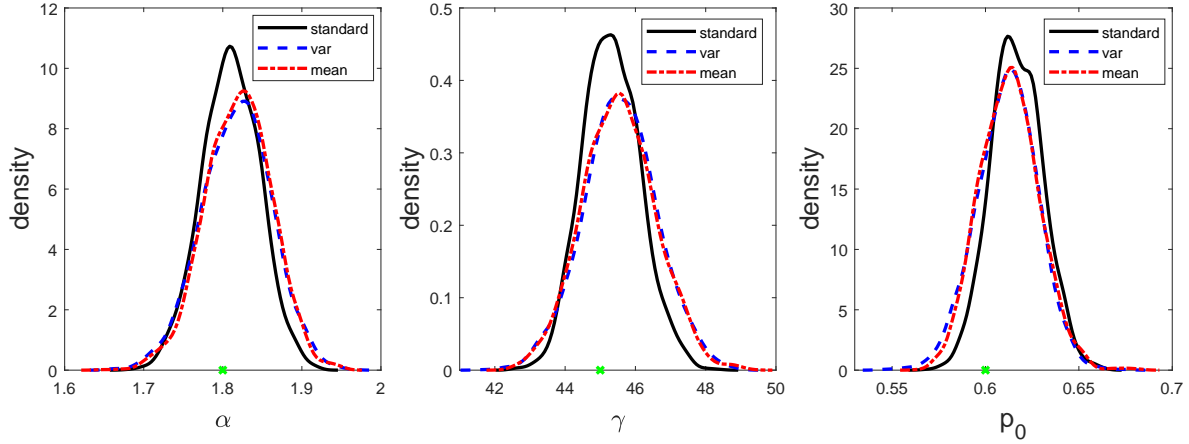 12
10
8
6
4
2
0
density
1.6
1.7
1.8
1.9
2
α
standard
var
mean
0.5
0.4
0.3
0.2
0.1
0
density
42
44
46
48
50
γ
standard
var
mean
30
25
20
15
10
5
0
density
0.55
0.6
0.65
0.7
p₀
standard
var
mean